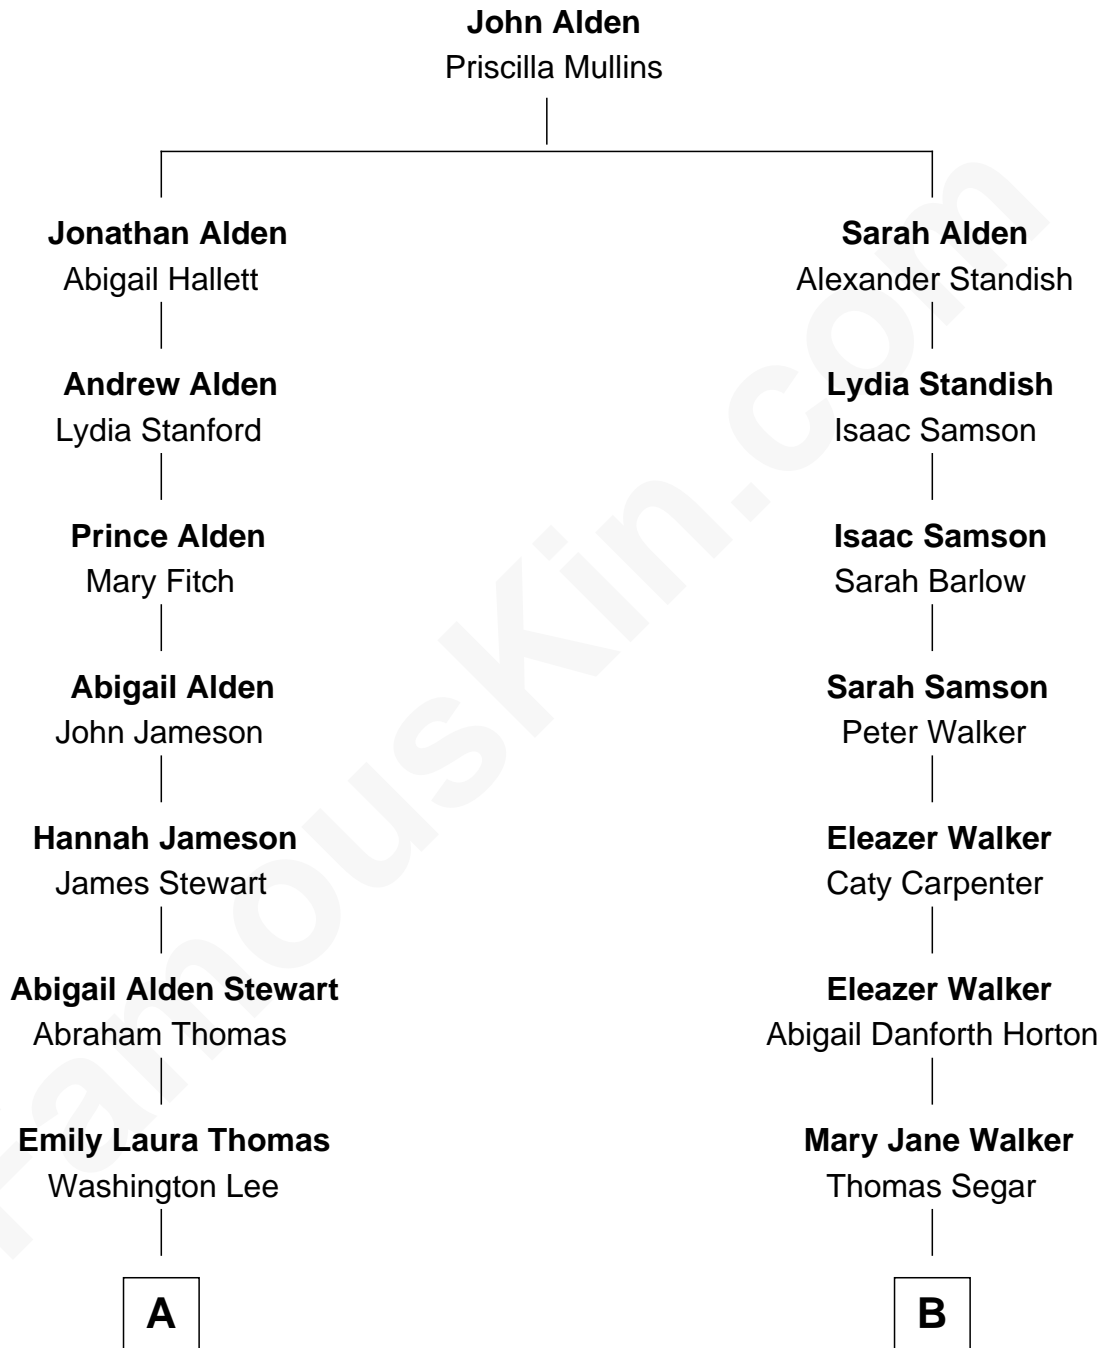 John Alden
Priscilla Mullins
Jonathan Alden
Abigail Hallett
Sarah Alden
Alexander Standish
Andrew Alden
Lydia Stanford
Lydia Standish
Isaac Samson
Prince Alden
Mary Fitch
Isaac Samson
Sarah Barlow
Abigail Alden
John Jameson
Sarah Samson
Peter Walker
Hannah Jameson
James Stewart
Eleazer Walker
Caty Carpenter
Abigail Alden Stewart
Abraham Thomas
Eleazer Walker
Abigail Danforth Horton
Emily Laura Thomas
Washington Lee
Mary Jane Walker
Thomas Segar
A
B
FamousKin.com